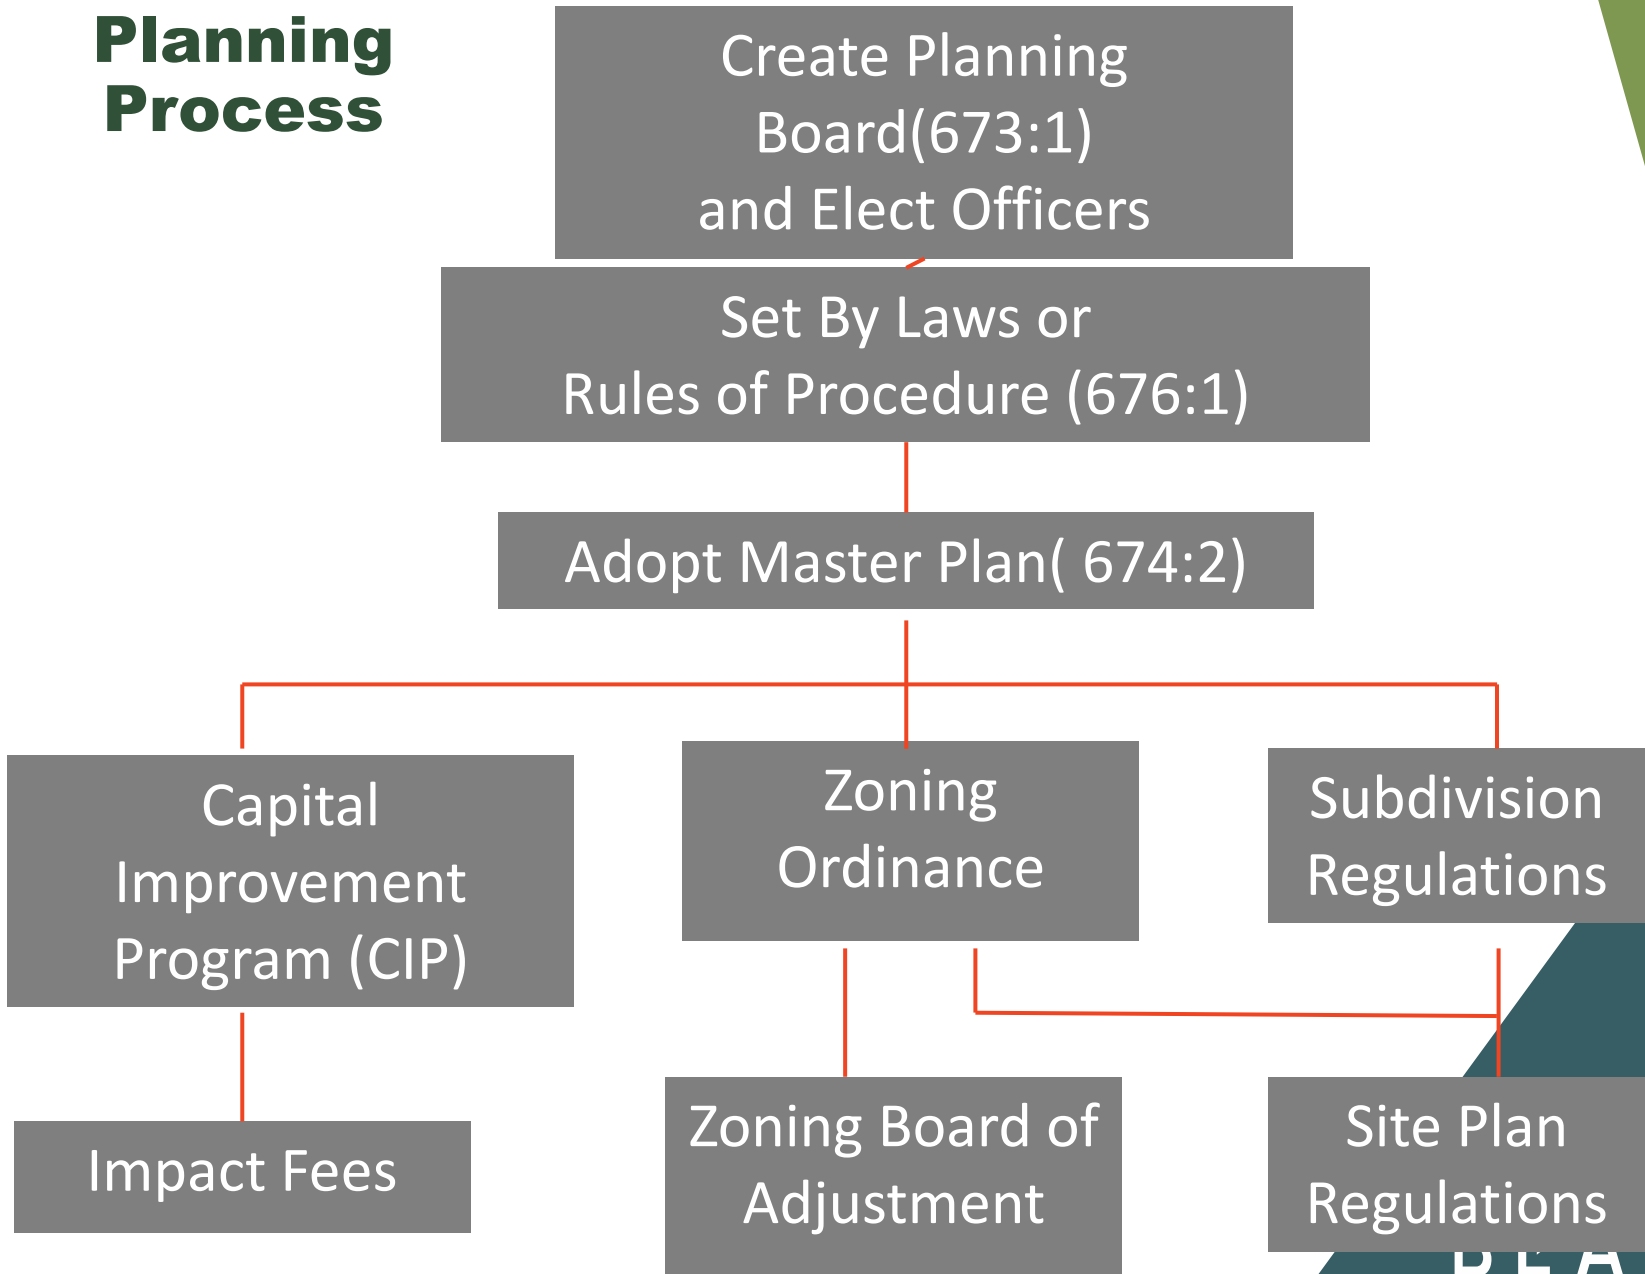 Planning
Process
Create Planning
Board(673:1)
and Elect Officers
Set By Laws or
Rules of Procedure (676:1)
Adopt Master Plan( 674:2)
Capital
Improvement
Program (CIP)
Zoning
Ordinance
Subdivision
Regulations
Impact Fees
Zoning Board of
Adjustment
Site Plan
Regulations